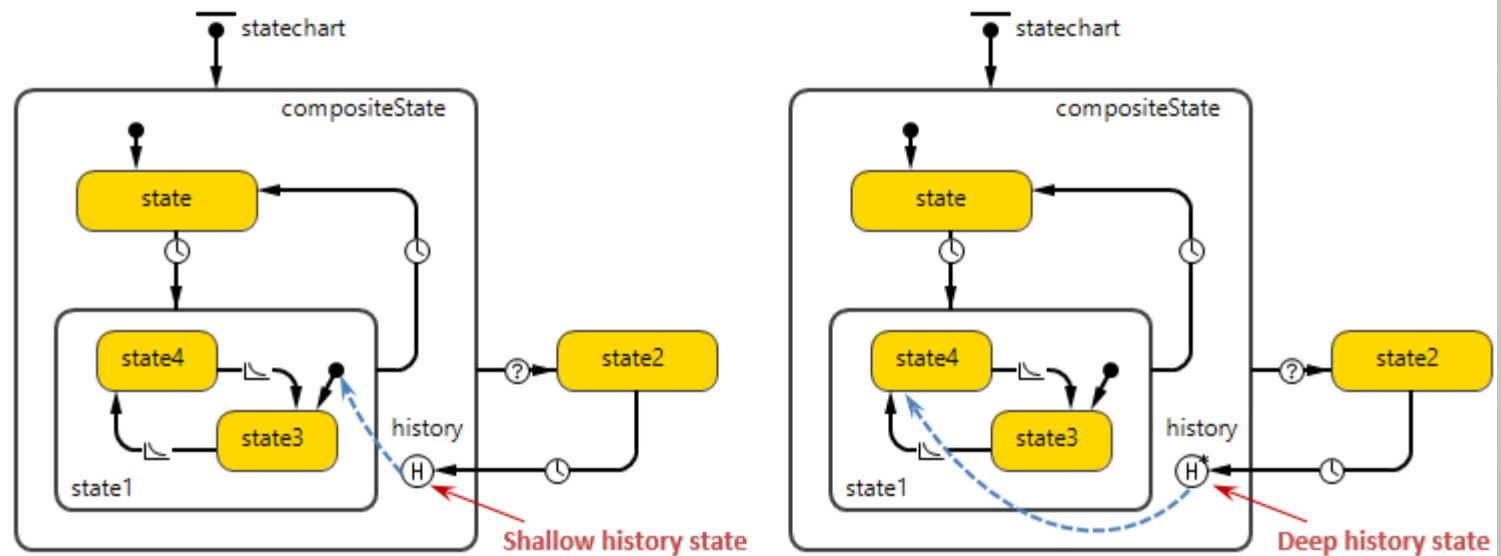 statechart
compositeState
state
state4
state3
state1
state2
history
H
?
Shallow history state
statechart
compositeState
state
state4
state3
state1
state2
history
H*
?
Deep history state